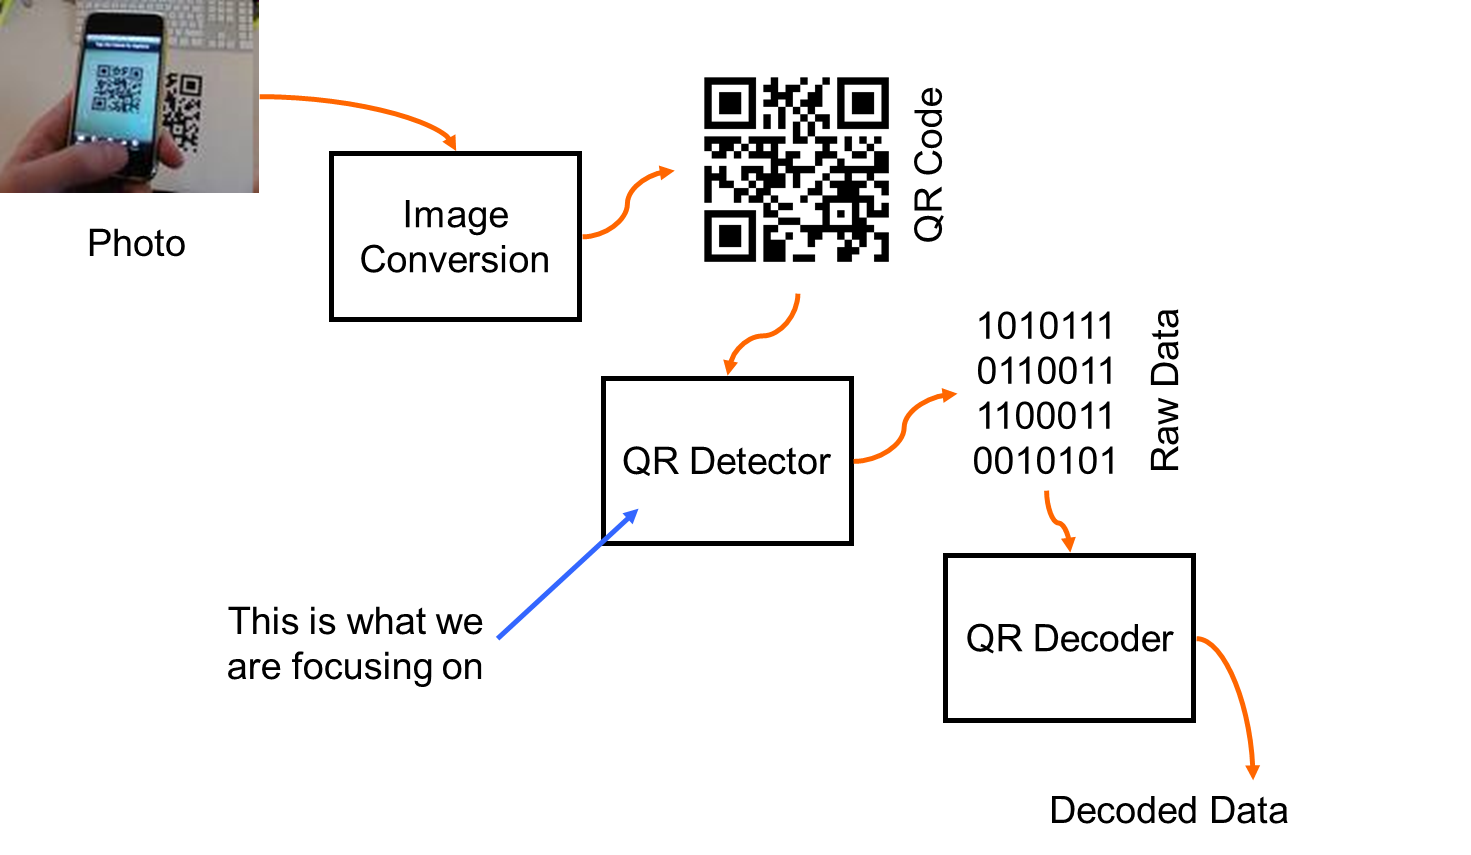 Photo
Image
Conversion
QR Code
QR Detector
1010111
0110011
1100011
0010101
Raw Data
This is what we
are focusing on
QR Decoder
Decoded Data